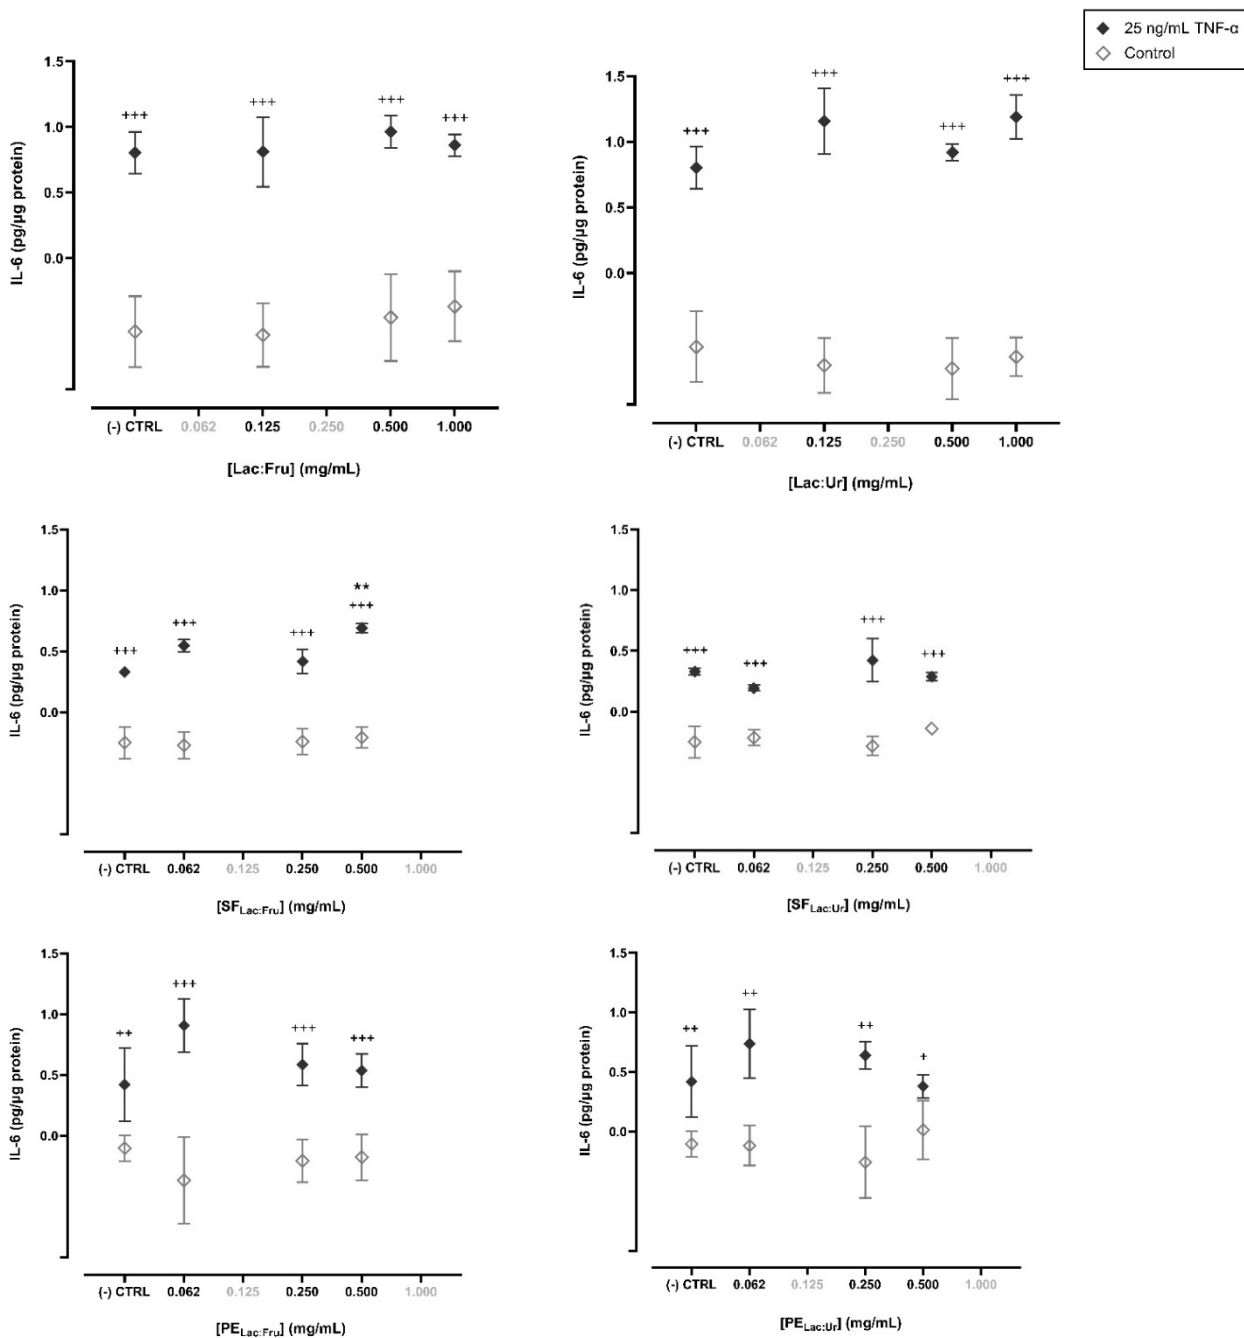 25 ng/mL TNF-α
Control
IL-6 (pg/µg protein)
1.5
1.0
0.5
0.0
+++
+++
+++
+++
(-) CTRL 0.062 0.125 0.250 0.500 1.000
[Lac:Fru] (mg/mL)
IL-6 (pg/µg protein)
1.5
1.0
0.5
0.0
+++
+++
+++
+++
(-) CTRL 0.062 0.125 0.250 0.500 1.000
[Lac:Ur] (mg/mL)
IL-6 (pg/µg protein)
1.5
1.0
0.5
0.0
+++
+++
+++
**
+++
(-) CTRL 0.062 0.125 0.250 0.500 1.000
[SFLac:Fru] (mg/mL)
IL-6 (pg/µg protein)
1.5
1.0
0.5
0.0
+++
+++
+++
+++
(-) CTRL 0.062 0.125 0.250 0.500 1.000
[SFLac:Ur] (mg/mL)
IL-6 (pg/µg protein)
1.5
1.0
0.5
0.0
++
+++
+++
+++
(-) CTRL 0.062 0.125 0.250 0.500 1.000
[PELac:Fru] (mg/mL)
IL-6 (pg/µg protein)
1.5
1.0
0.5
0.0
++
++
++
+
(-) CTRL 0.062 0.125 0.250 0.500 1.000
[PELac:Ur] (mg/mL)